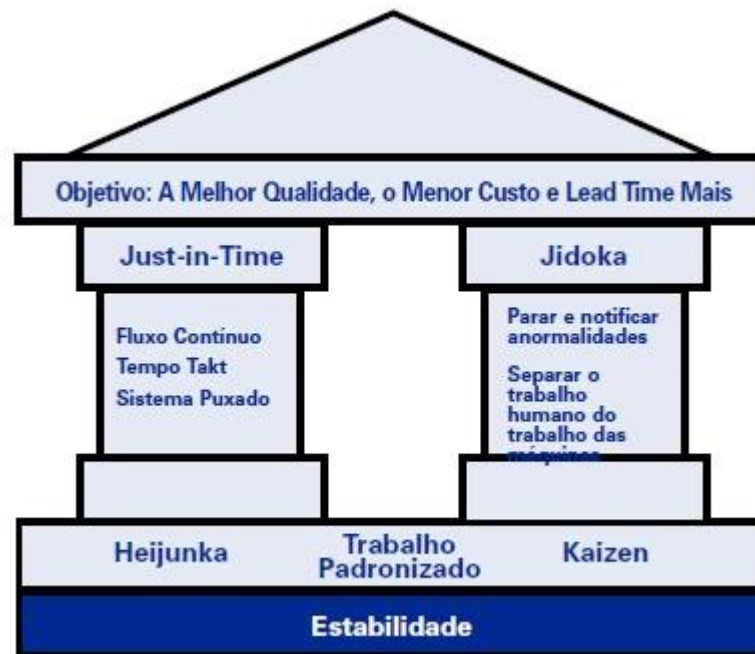 Objetivo: A Melhor Qualidade, o Menor Custo e Lead Time Mais
Just-in-Time
Jidoka
Fluxo Contínuo
Tempo Takt
Sistema Puxado
Parar e notificar
anormalidades
Separar o
trabalho
humano do
trabalho das
máquinas
Heijunka
Trabalho
Padronizado
Kaizen
Estabilidade